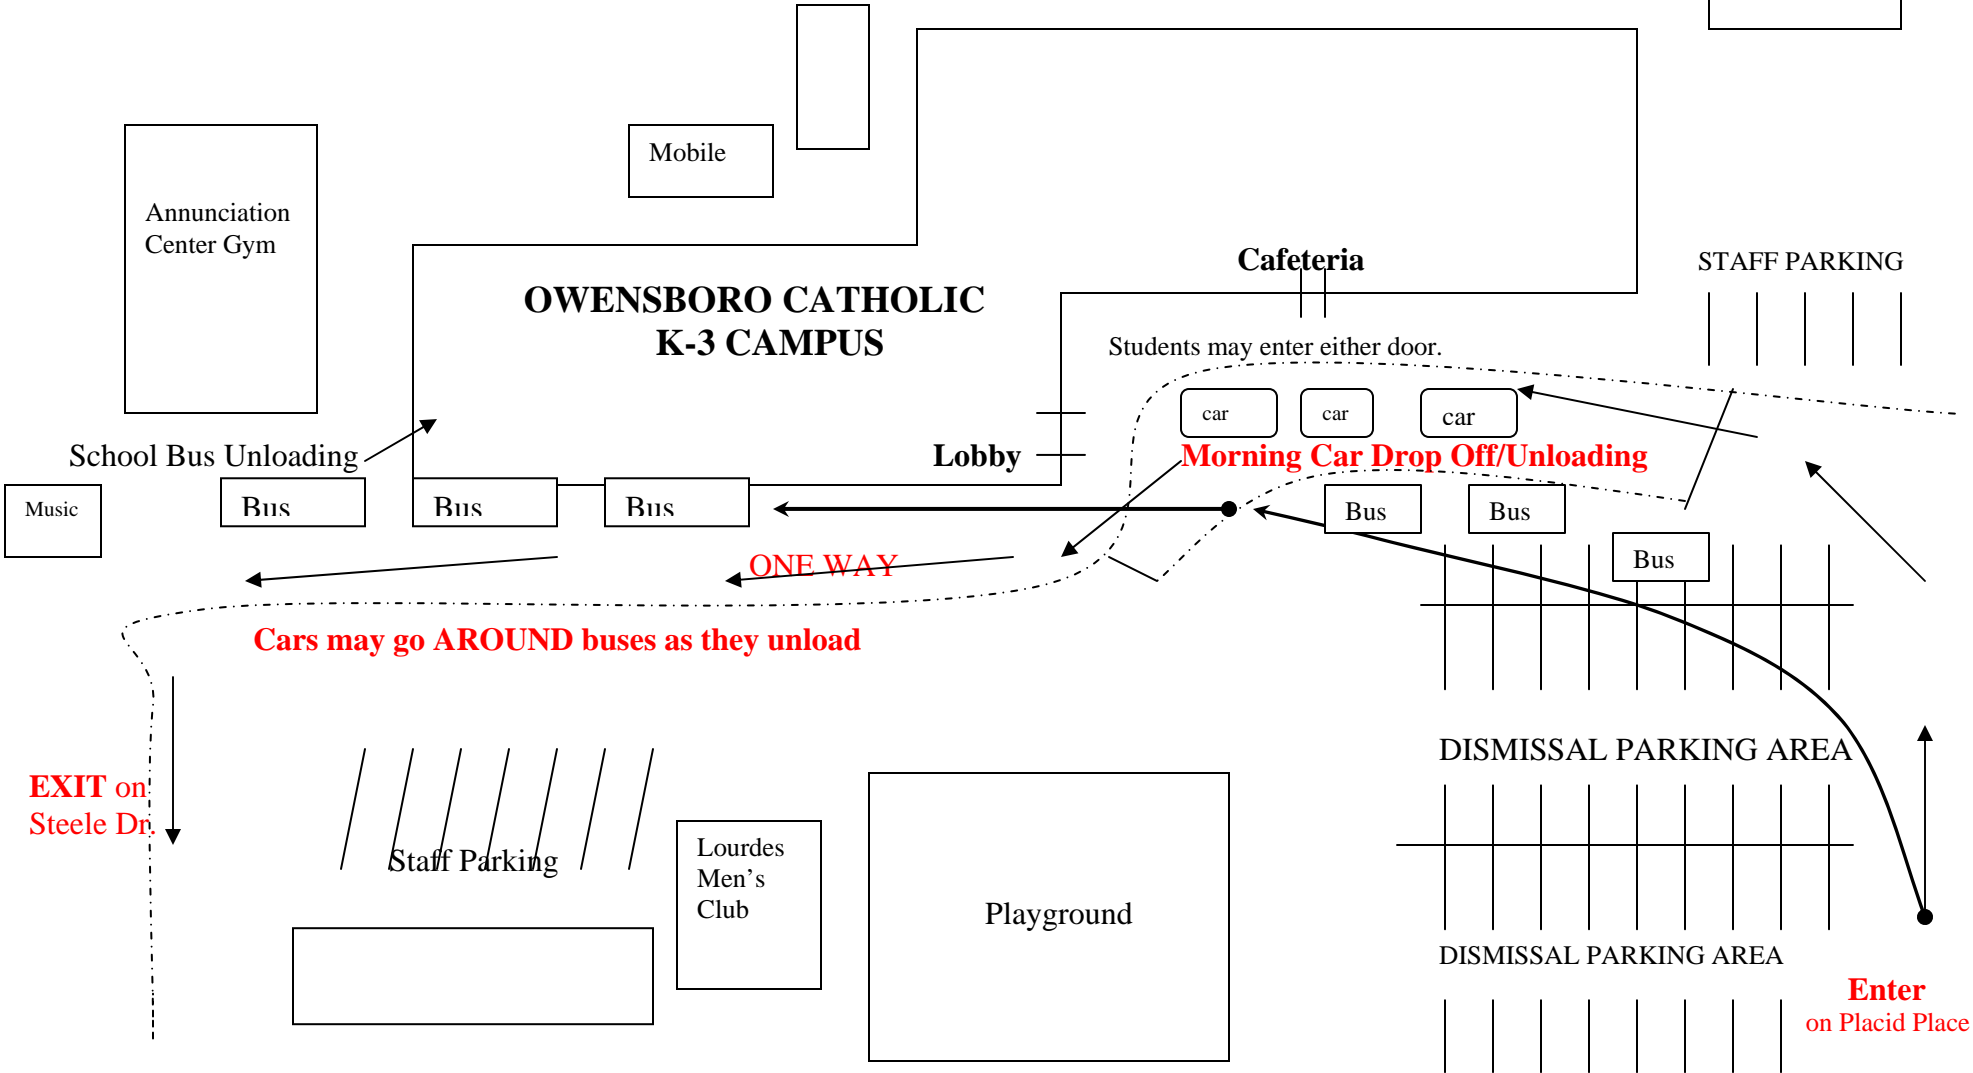 Mobile
Annunciation
Center Gym
Cafeteria
STAFF PARKING
OWENSBORO CATHOLIC
K-3 CAMPUS
Students may enter either door.
car
car
car
School Bus Unloading
Lobby
Morning Car Drop Off/Unloading
Music
Bus
Bus
Bus
Bus
Bus
Bus
ONE WAY
Cars may go AROUND buses as they unload
DISMISSAL PARKING AREA
EXIT on
Steele Dr.
Staff Parking
Lourdes
Men's
Club
Playground
DISMISSAL PARKING AREA
Enter
on Placid Place